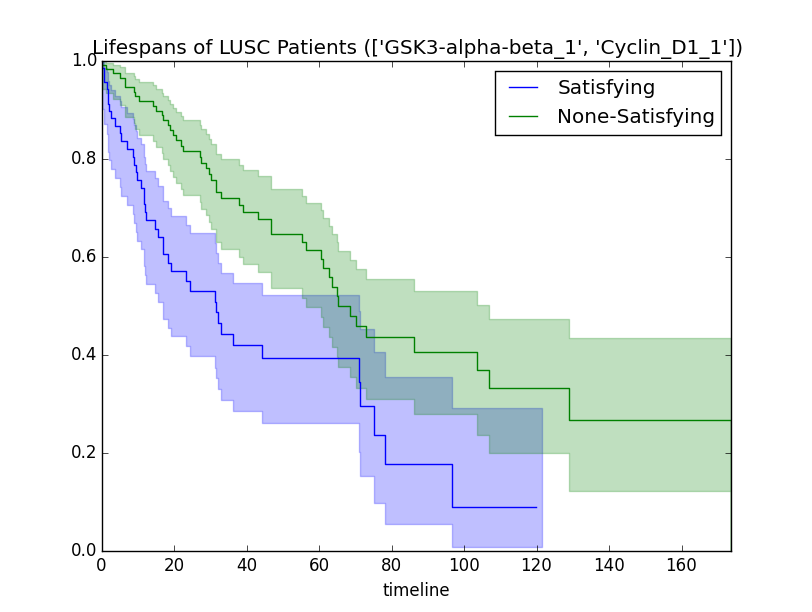 Lifespans of LUSC Patients (['GSK3-alpha-beta_1', 'Cyclin_D1_1'])
Satisfying
None-Satisfying
1.0
0.8
0.6
0.4
0.2
0.0
0 20 40 60 80 100 120 140 160
timeline